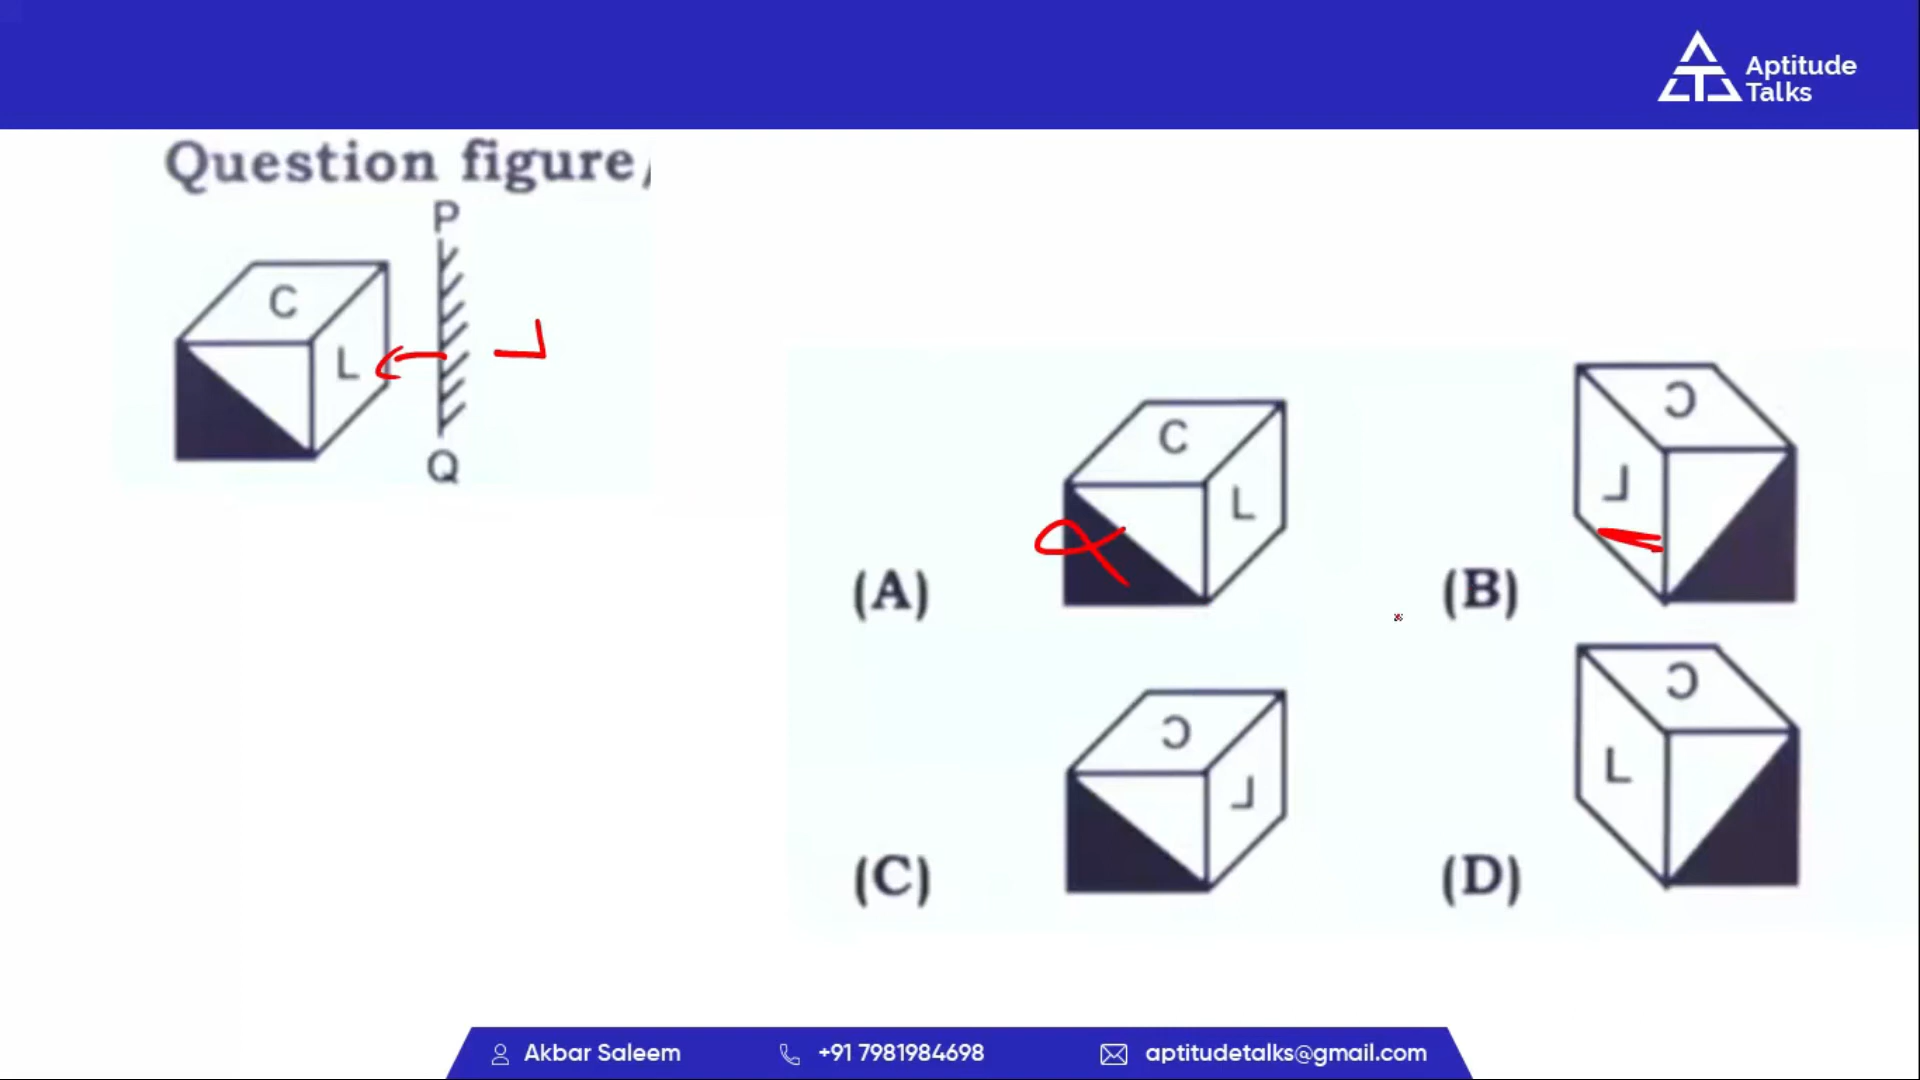 Aptitude
Talks
Question figure/
P
C
L
Q
C
L
(A)
Ɔ
⅃
(B)
Ɔ
⅃
(C)
Ɔ
L
(D)
Akbar Saleem
+91 7981984698
aptitudetalks@gmail.com